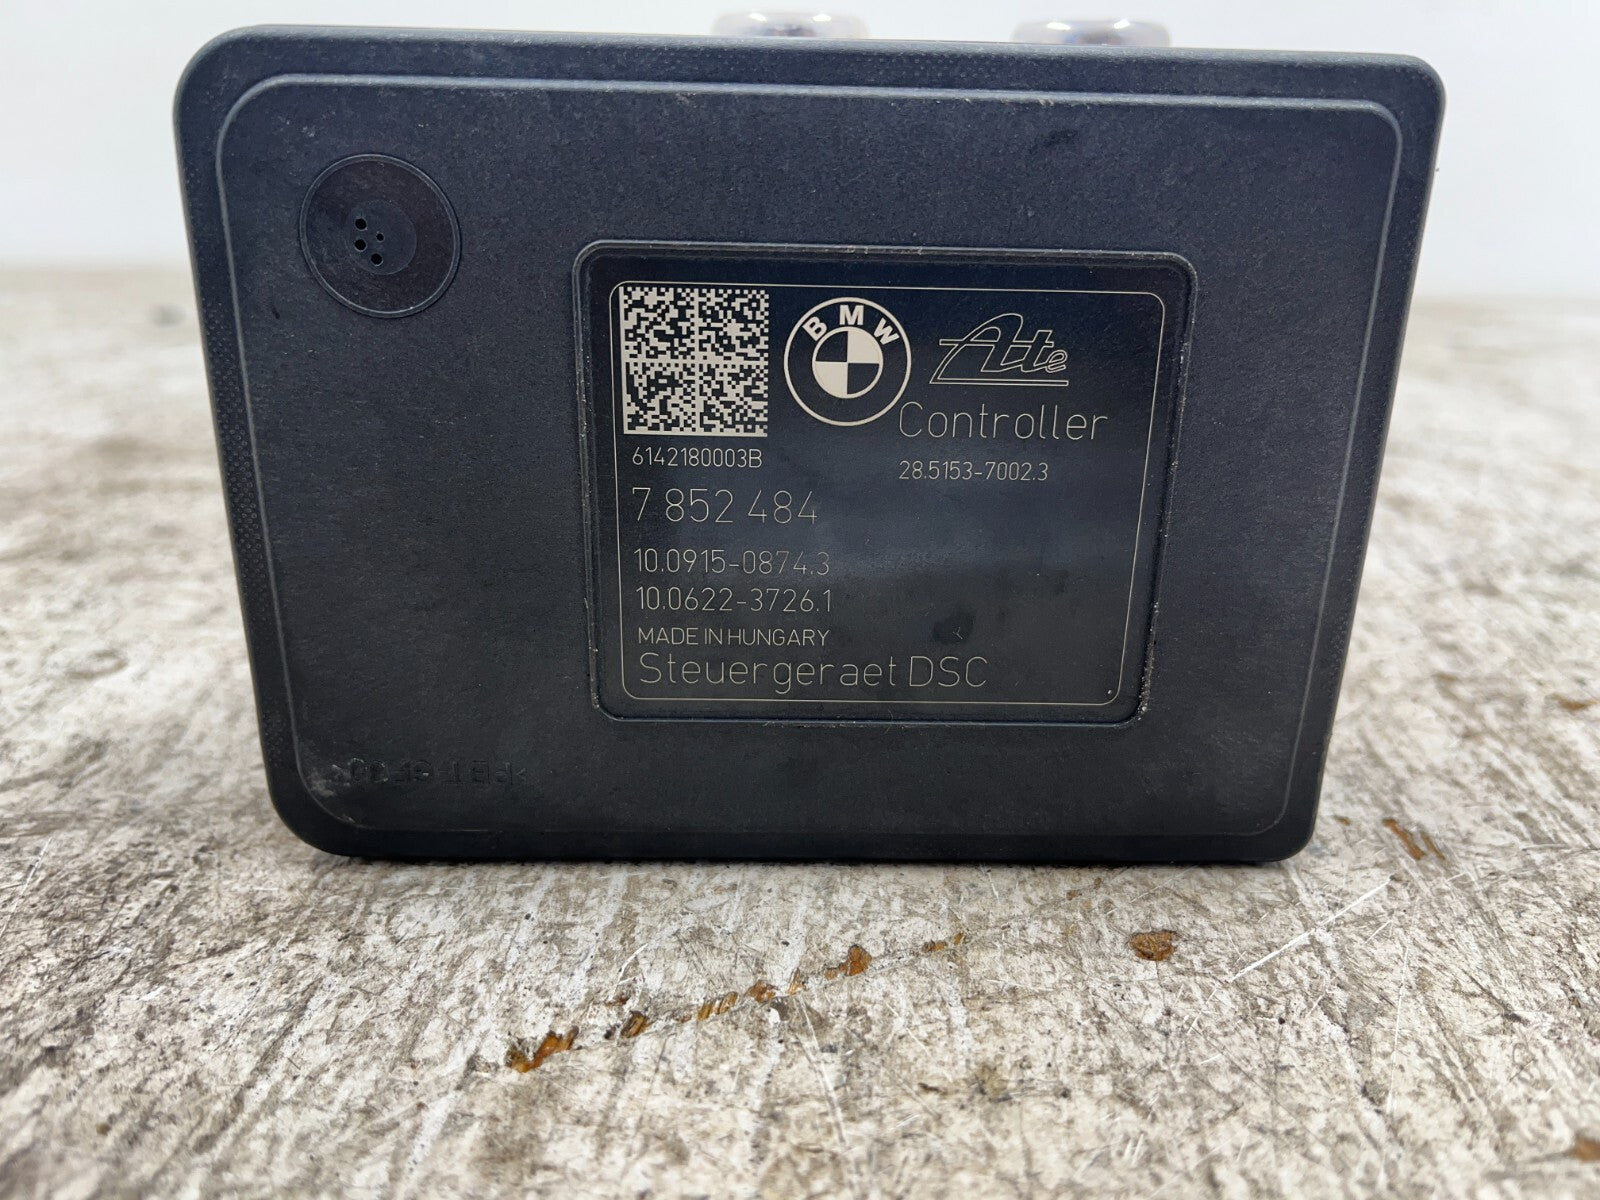 BMW
Ate
Controller
6142180003B
28.5153-7002.3
7 852 484
10.0915-0874.3
10.0622-3726.1
MADE IN HUNGARY
Steuergeraet DSC